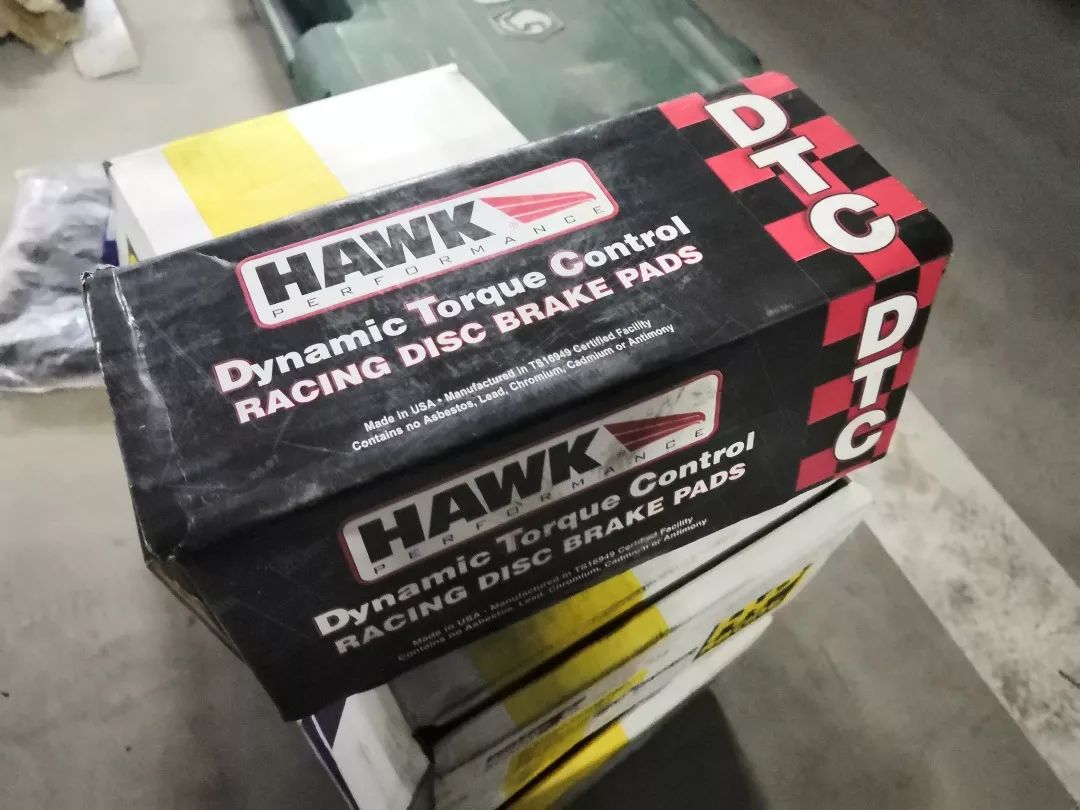 HAWK
PERFORMANCE
Dynamic Torque Control
RACING DISC BRAKE PADS
Made in USA • Manufactured in TS16949 Certified Facility
Contains no Asbestos, Lead, Chromium, Cadmium or Antimony
DTC
HAWK
PERFORMANCE
Dynamic Torque Control
RACING DISC BRAKE PADS
Made in USA • Manufactured in TS16949 Certified Facility
Contains no Asbestos, Lead, Chromium, Cadmium or Antimony
DTC